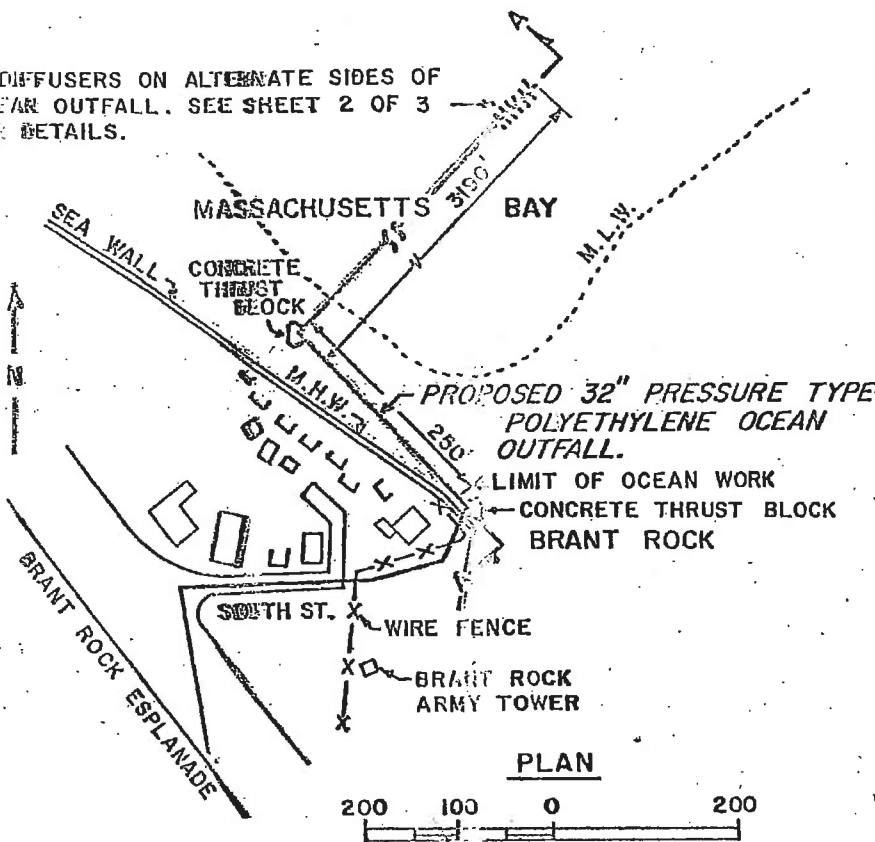 DIFFUSERS ON ALTERNATE SIDES OF
OUTFALL. SEE SHEET 2 OF 3
DETAILS.
A
3190'
MASSACHUSETTS BAY
M.L.W.
SEA WALL
CONCRETE
THRUST
BLOCK
N
M.H.W.
PROPOSED 32" PRESSURE TYPE
POLYETHYLENE OCEAN
OUTFALL.
250'
LIMIT OF OCEAN WORK
CONCRETE THRUST BLOCK
BRANT ROCK
SOUTH ST.
WIRE FENCE
BRANT ROCK
ARMY TOWER
BRANT ROCK ESPLANADE
PLAN
200 100 0 200